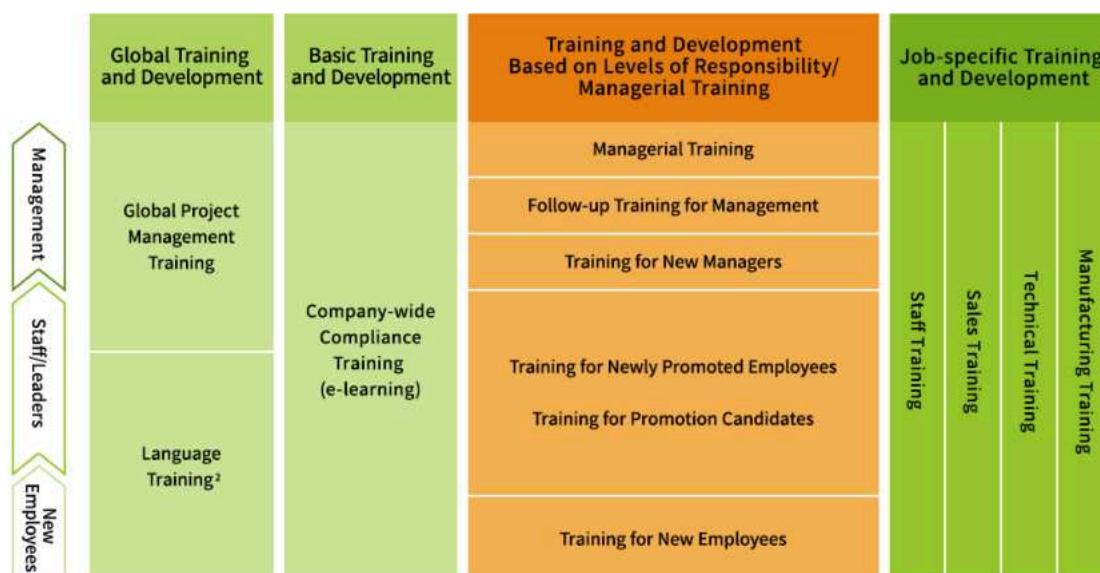 Global Training
and Development
Basic Training
and Development
Training and Development
Based on Levels of Responsibility/
Managerial Training
Job-specific Training
and Development
Management
Staff/Leaders
New
Employees
Global Project
Management
Training
Language
Training²
Company-wide
Compliance
Training
(e-learning)
Managerial Training
Follow-up Training for Management
Training for New Managers
Training for Newly Promoted Employees
Training for Promotion Candidates
Training for New Employees
Staff Training
Sales Training
Technical Training
Manufacturing Training